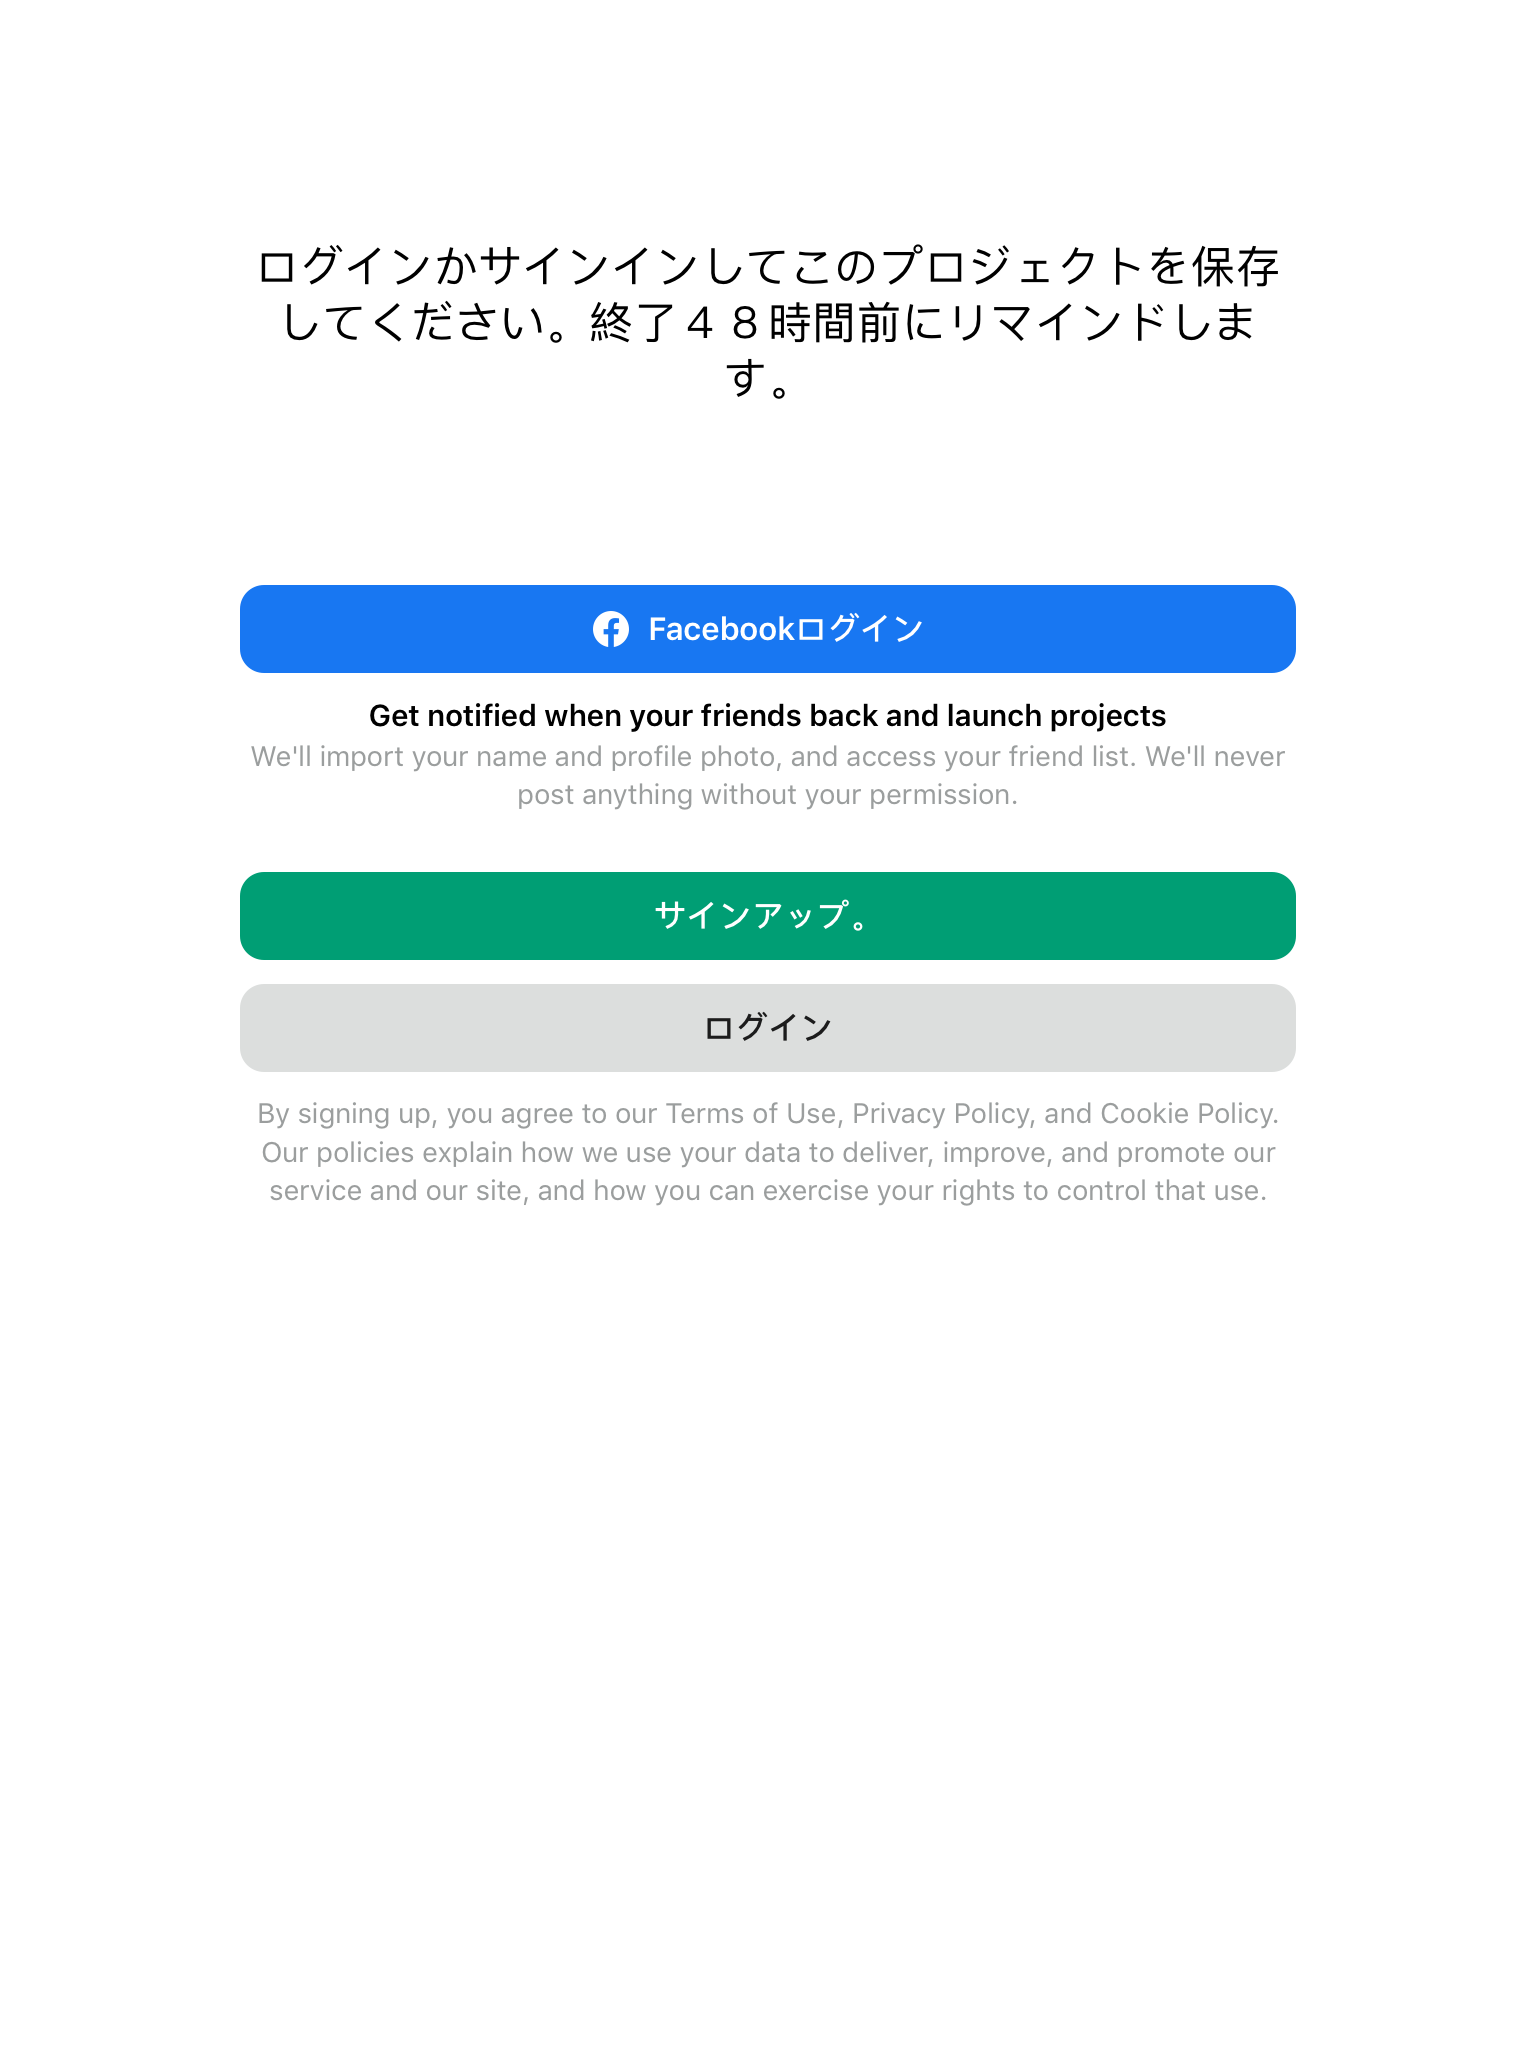 ログインかサインインしてこのプロジェクトを保存
してください。終了４８時間前にリマインドしま
す。
Facebookログイン
Get notified when your friends back and launch projects
We'll import your name and profile photo, and access your friend list. We'll never
post anything without your permission.
サインアップ。
ログイン
By signing up, you agree to our Terms of Use, Privacy Policy, and Cookie Policy.
Our policies explain how we use your data to deliver, improve, and promote our
service and our site, and how you can exercise your rights to control that use.